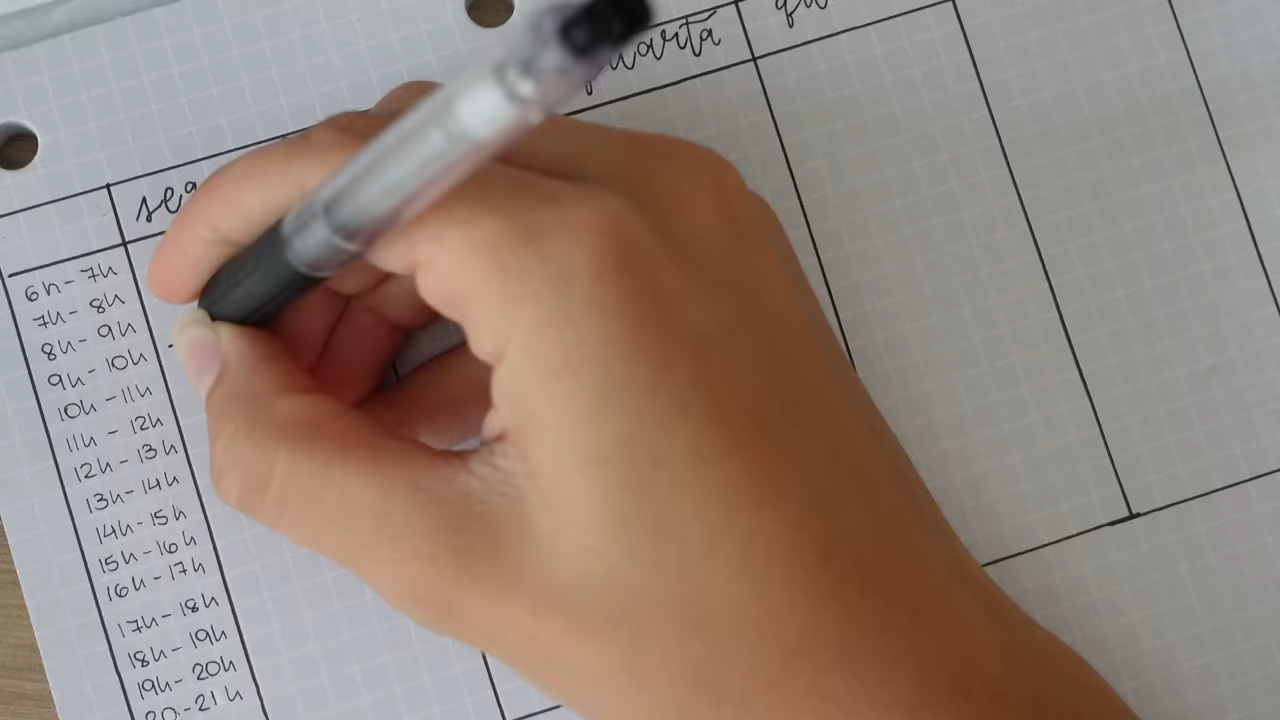 quarta
6h - 7h
7h - 8h
8h - 9h
9h - 10h
10h - 11h
11h - 12h
12h - 13h
13h - 14h
14h - 15h
15h - 16h
16h - 17h
17h - 18h
18h - 19h
19h - 20h
20 - 21h